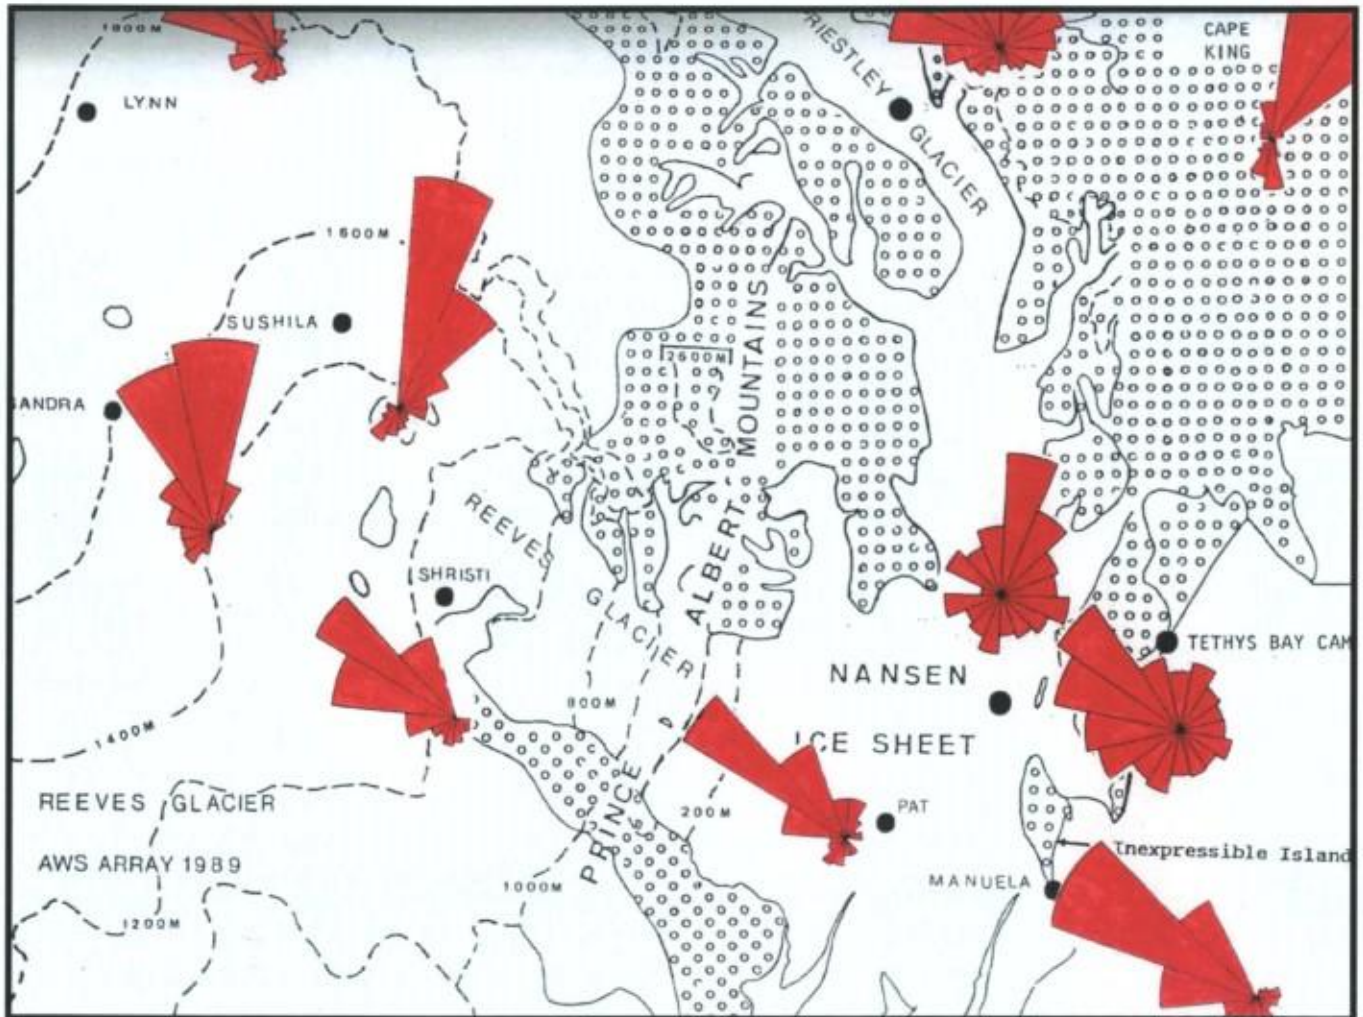 1800M
CAPE
KING
LYNN
RIESTLEY
GLACIER
1600M
SUSHILA
2600M
MOUNTAINS
ANDRA
REEVES
GLACIER
SHRISTI
ALBERT
TETHYS BAY CAM
NANSEN
ICE SHEET
800M
1400M
PRINCE
200M
PAT
REEVES GLACIER
AWS ARRAY 1989
Inexpressible Island
MANUELA
1000M
1200M